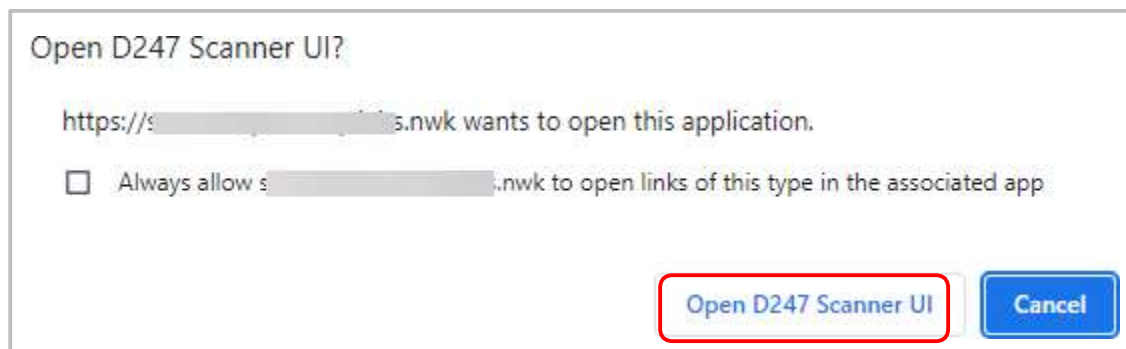 Open D247 Scanner UI?
https://s s.nwk wants to open this application.
Always allow s .nwk to open links of this type in the associated app
Open D247 Scanner UI Cancel